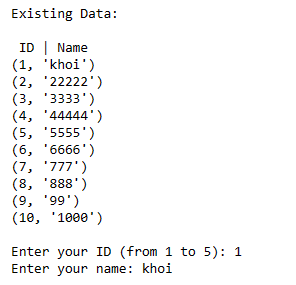 Existing Data:
ID | Name
(1, 'khoi')
(2, '22222')
(3, '3333')
(4, '44444')
(5, '5555')
(6, '6666')
(7, '777')
(8, '888')
(9, '99')
(10, '1000')
Enter your ID (from 1 to 5): 1
Enter your name: khoi